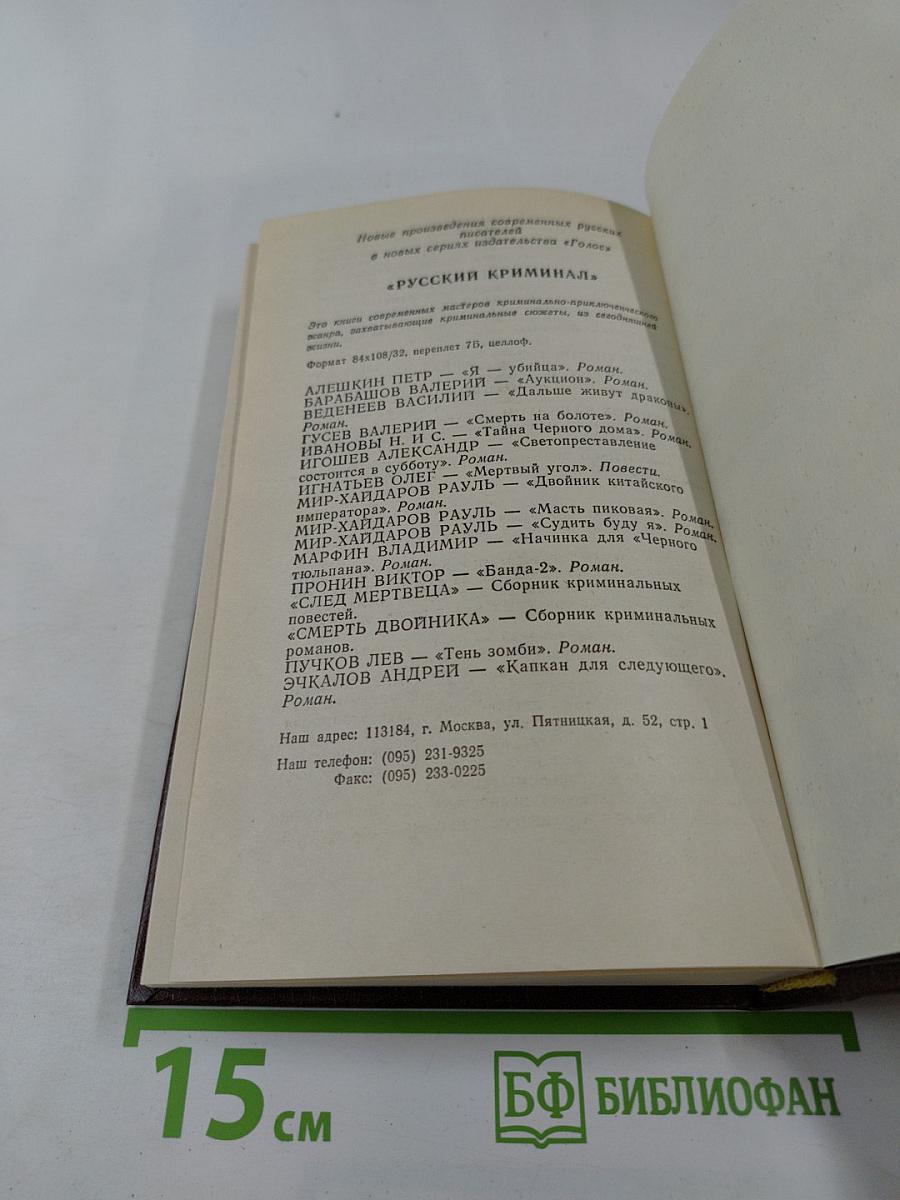 Новые произведения современных русских
писателей
в новых сериях издательства «Голос»
«РУССКИЙ КРИМИНАЛ»
Это книги современных мастеров криминально-приключенческого
жанра, захватывающие криминальные сюжеты, из сегодняшней
жизни.
Формат 84х108/32, переплет 7Б, целлоф.
АЛЕШКИН ПЕТР — «Я — убийца». Роман.
БАРАБАШОВ ВАЛЕРИЙ — «Аукцион». Роман.
ВЕДЕНЕЕВ ВАСИЛИЙ — «Дальше живут драконы».
Роман.
ГУСЕВ ВАЛЕРИЙ — «Смерть на болоте». Роман.
ИВАНОВЫ Н. И С. — «Тайна Черного дома». Роман.
ИГОШЕВ АЛЕКСАНДР — «Светопреставление
состоится в субботу». Роман.
ИГНАТЬЕВ ОЛЕГ — «Мертвый угол». Повести.
МИР-ХАЙДАРОВ РАУЛЬ — «Двойник китайского
императора». Роман.
МИР-ХАЙДАРОВ РАУЛЬ — «Масть пиковая». Роман.
МИР-ХАЙДАРОВ РАУЛЬ — «Судить буду я». Роман.
МАРФИН ВЛАДИМИР — «Начинка для «Черного
тюльпана». Роман.
ПРОНИН ВИКТОР — «Банда-2». Роман.
«СЛЕД МЕРТВЕЦА» — Сборник криминальных
повестей.
«СМЕРТЬ ДВОЙНИКА» — Сборник криминальных
романов.
ПУЧКОВ ЛЕВ — «Тень зомби». Роман.
ЭЧКАЛОВ АНДРЕЙ — «Капкан для следующего».
Роман.
Наш адрес: 113184, г. Москва, ул. Пятницкая, д. 52, стр. 1
Наш телефон: (095) 231-9325
Факс: (095) 233-0225
15 см
БФ БИБЛИОФАН